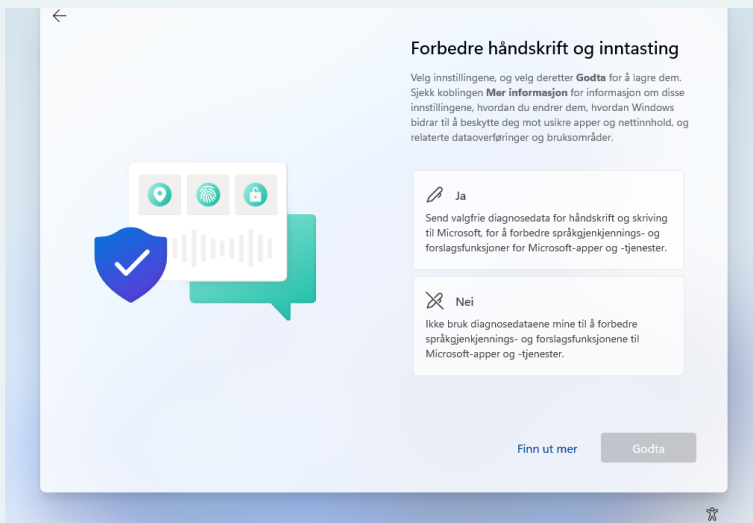 Forbedre håndskrift og inntasting
Velg innstillingene, og velg deretter Godta for å lagre dem.
Sjekk koblingen Mer informasjon for informasjon om disse
innstillingene, hvordan du endrer dem, hvordan Windows
bidrar til å beskytte deg mot usikre apper og nettinnhold, og
relaterte dataoverføringer og bruksområder.
Ja
Send valgfrie diagnosedata for håndskrift og skriving
til Microsoft, for å forbedre språkgjenkjennings- og
forslagsfunksjoner for Microsoft-apper og -tjenester.
Nei
Ikke bruk diagnosedataene mine til å forbedre
språkgjenkjennings- og forslagsfunksjonene til
Microsoft-apper og -tjenester.
Finn ut mer
Godta